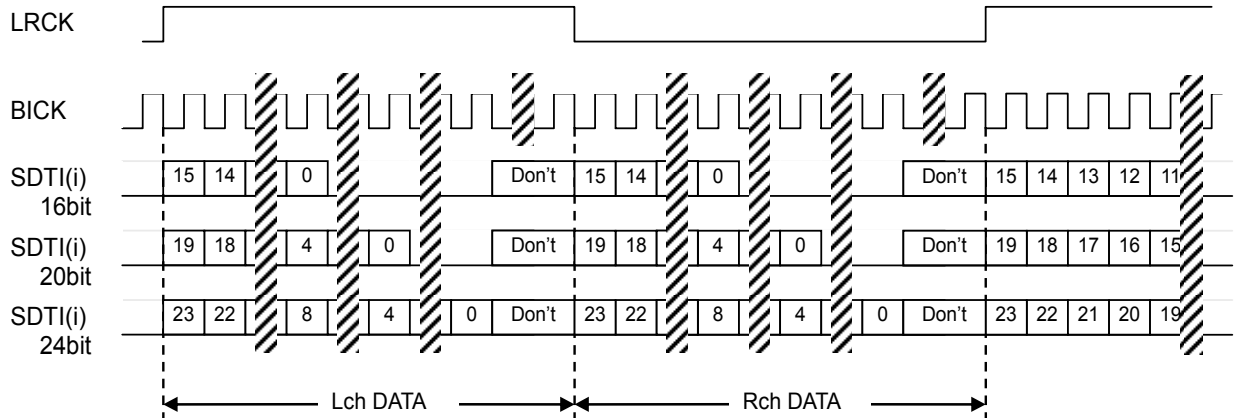 LRCK
BICK
SDTI(i) 15 14 0 Don't 15 14 0 Don't 15 14 13 12 11
16bit
SDTI(i) 19 18 4 0 Don't 19 18 4 0 Don't 19 18 17 16 15
20bit
SDTI(i) 23 22 8 4 0 Don't 23 22 8 4 0 Don't 23 22 21 20 19
24bit
Lch DATA Rch DATA